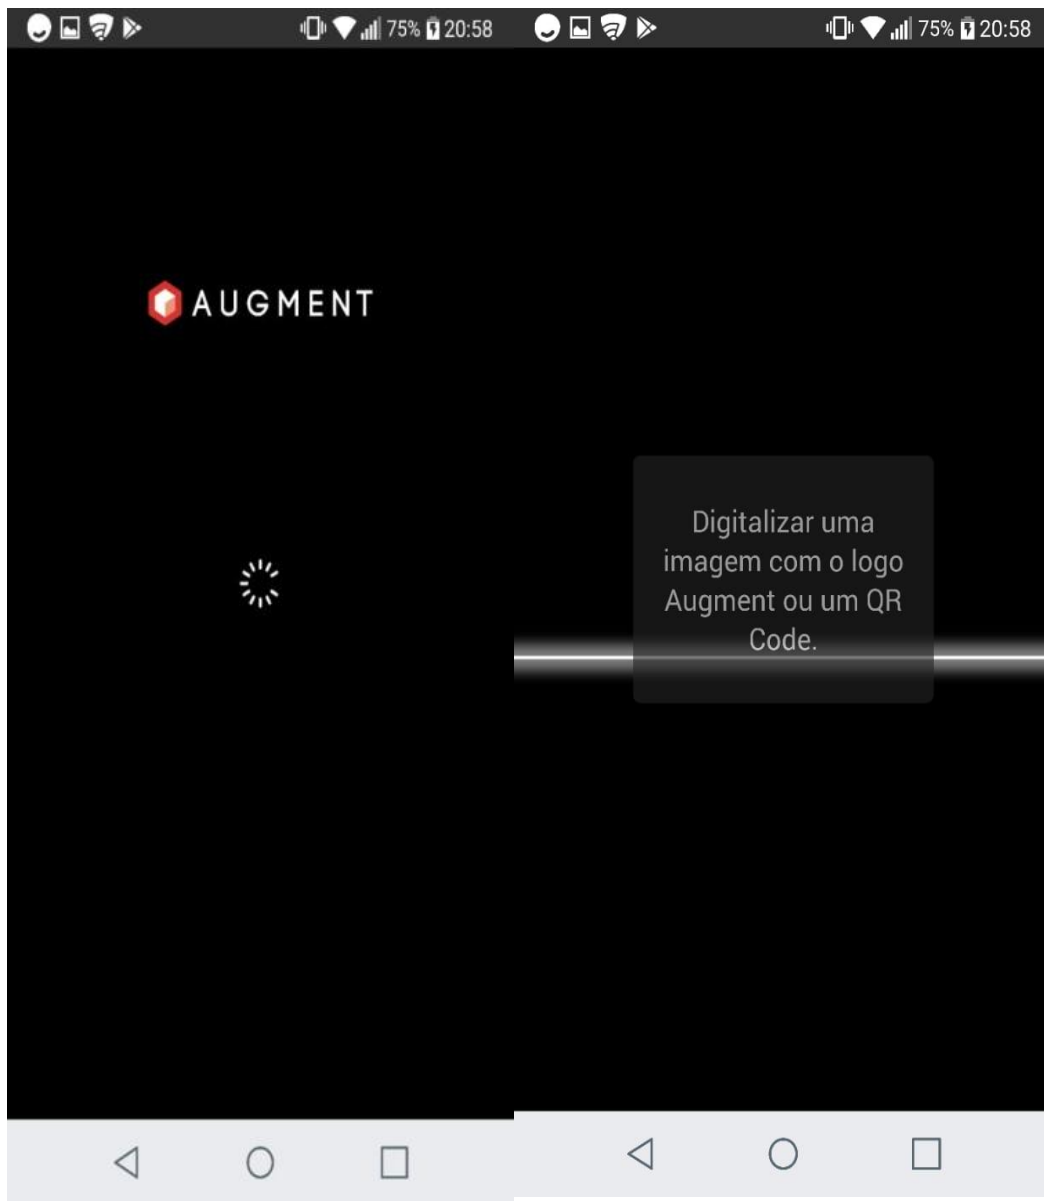 75% 20:58
AUGMENT
75% 20:58
Digitalizar uma
imagem com o logo
Augment ou um QR
Code.